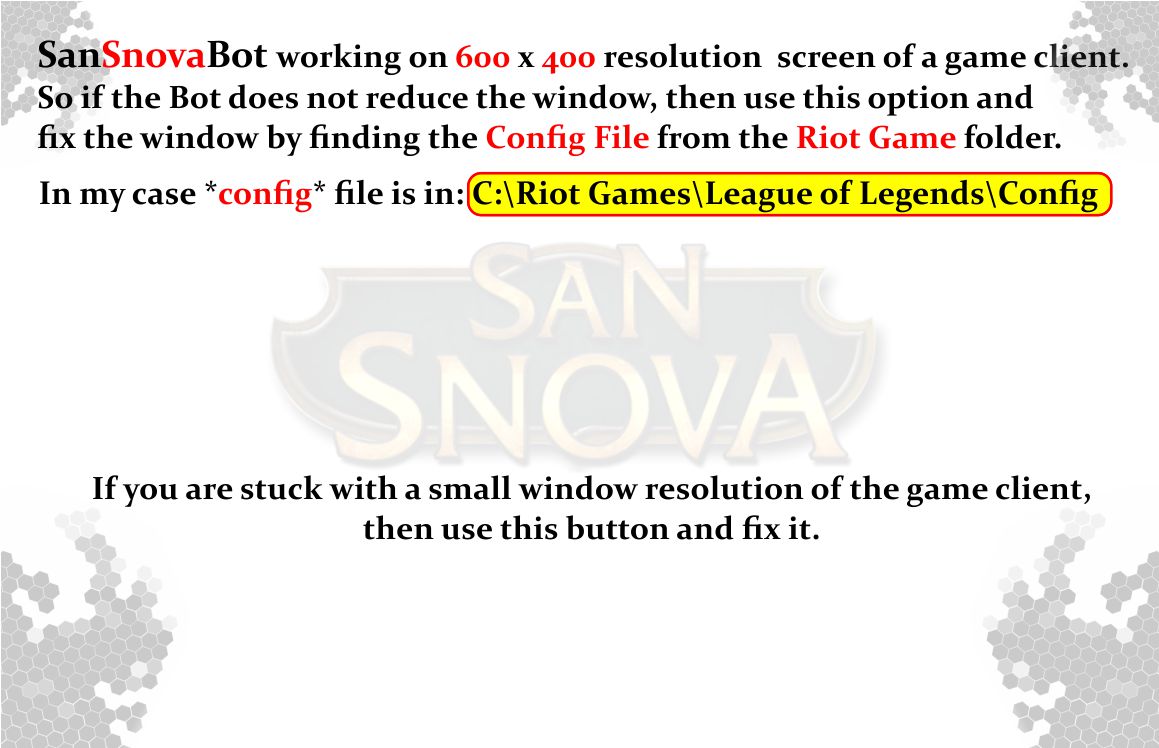 SanSnovaBot working on 600 x 400 resolution screen of a game client.
So if the Bot does not reduce the window, then use this option and
fix the window by finding the Config File from the Riot Game folder.
In my case *config* file is in: C:\Riot Games\League of Legends\Config
SAN
SNOVA
If you are stuck with a small window resolution of the game client,
then use this button and fix it.